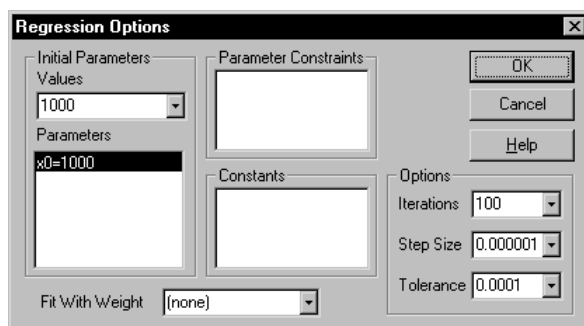 Regression Options
Initial Parameters
Values
1000
Parameters
x0=1000
Parameter Constraints
Constants
OK
Cancel
Help
Options
Iterations 100
Step Size 0.000001
Tolerance 0.0001
Fit With Weight (none)